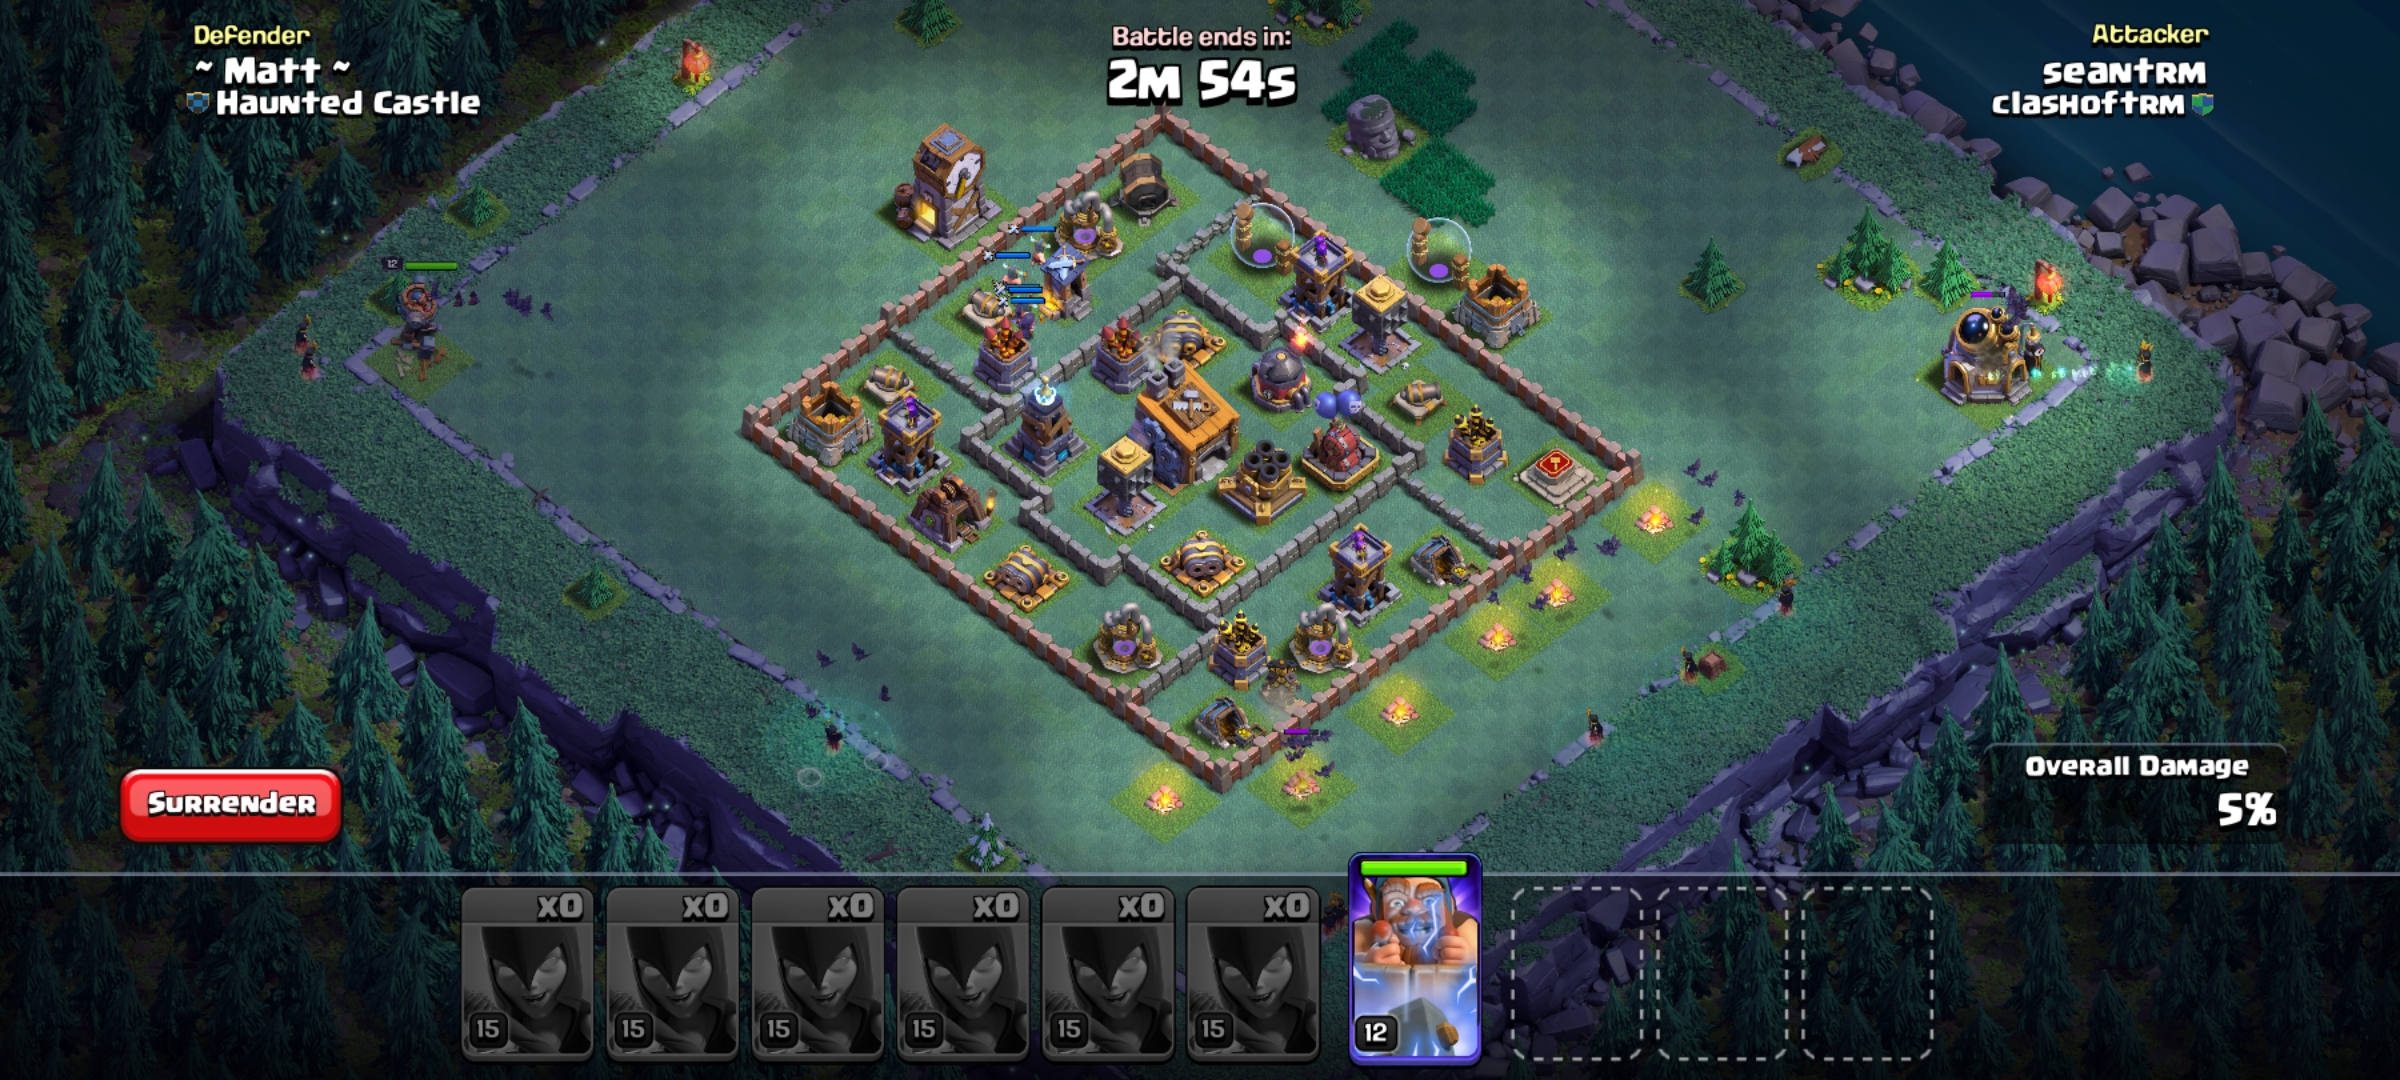 Defender
~ Matt ~
Haunted Castle
Battle ends in:
2M 54s
Attacker
seantRM
clashoftRM
12
Surrender
Overall Damage
5%
x0
x0
x0
x0
x0
x0
15
15
15
15
15
15
12